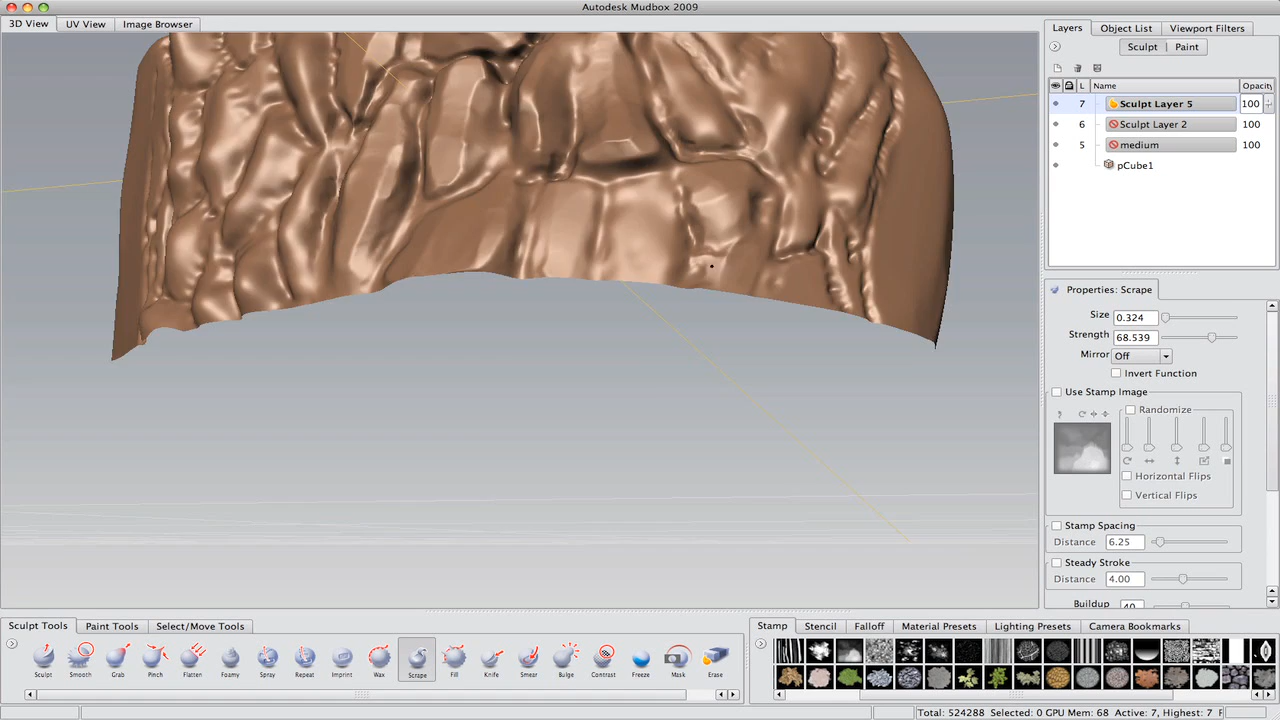 Autodesk Mudbox 2009
3D View UV View Image Browser
Layers Object List Viewport Filters
Sculpt | Paint
L Name Opacity
7 Sculpt Layer 5 100
6 Sculpt Layer 2 100
5 medium 100
pCube1
Properties: Scrape
Size 0.324
Strength 68.539
Mirror Off
Invert Function
Use Stamp Image
Randomize
Horizontal Flips
Vertical Flips
Stamp Spacing
Distance 6.25
Steady Stroke
Distance 4.00
Buildup 40
Sculpt Tools Paint Tools Select/Move Tools
Sculpt Smooth Grab Pinch Flatten Foamy Spray Repeat Imprint Wax Scrape Fill Knife Smear Bulge Contrast Freeze Mask Erase
Stamp Stencil Falloff Material Presets Lighting Presets Camera Bookmarks
Total: 524288 Selected: 0 GPU Mem: 68 Active: 7, Highest: 7 F